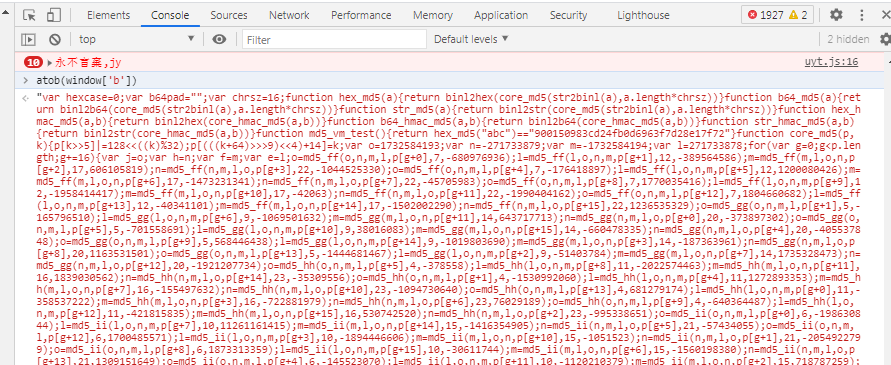 Elements Console Sources Network Performance Memory Application Security Lighthouse 1927 2
top Filter Default levels 2 hidden
10 永不言弃,jy uyt.js:16
atob(window['b'])
"var hexcase=0;var b64pad="";var chrsz=16;function hex_md5(a){return binl2hex(core_md5(str2binl(a),a.length*chrsz))}function b64_md5(a){re
turn binl2b64(core_md5(str2binl(a),a.length*chrsz))}function str_md5(a){return binl2str(core_md5(str2binl(a),a.length*chrsz))}function hex
_hmac_md5(a,b){return binl2hex(core_hmac_md5(a,b))}function b64_hmac_md5(a,b){return binl2b64(core_hmac_md5(a,b))}function str_hmac_md5(a,
b){return binl2str(core_hmac_md5(a,b))}function md5_vm_test(){return hex_md5("abc")=="900150983cd24fb0d6963f7d28e17f72"}function core_md5(p,
k){p[k>>5]|=128<<((k)%32);p[(((k+64)>>>9)<<4)+14]=k;var o=1732584193;var n=-271733879;var m=-1732584194;var l=271733878;for(var g=0;g<p.l
ength;g+=16){var j=o;var h=n;var f=m;var e=l;o=md5_ff(o,n,m,l,p[g+0],7,-680976936);l=md5_ff(l,o,n,m,p[g+1],12,-389564586);m=md5_ff(m,l,o,n,p
[g+2],17,606105819);n=md5_ff(n,m,l,o,p[g+3],22,-1044525330);o=md5_ff(o,n,m,l,p[g+4],7,-176418897);l=md5_ff(l,o,n,m,p[g+5],12,1200080426);m=
md5_ff(m,l,o,n,p[g+6],17,-1473231341);n=md5_ff(n,m,l,o,p[g+7],22,-45705983);o=md5_ff(o,n,m,l,p[g+8],7,1770035416);l=md5_ff(l,o,n,m,p[g+9],1
2,-1958414417);m=md5_ff(m,l,o,n,p[g+10],17,-42063);n=md5_ff(n,m,l,o,p[g+11],22,-1990404162);o=md5_ff(o,n,m,l,p[g+12],7,1804660682);l=md5_ff
(l,o,n,m,p[g+13],12,-40341101);m=md5_ff(m,l,o,n,p[g+14],17,-1502002290);n=md5_ff(n,m,l,o,p[g+15],22,1236535329);o=md5_gg(o,n,m,l,p[g+1],5,-
165796510);l=md5_gg(l,o,n,m,p[g+6],9,-1069501632);m=md5_gg(m,l,o,n,p[g+11],14,643717713);n=md5_gg(n,m,l,o,p[g+0],20,-373897302);o=md5_gg(o,
n,m,l,p[g+5],5,-701558691);l=md5_gg(l,o,n,m,p[g+10],9,38016083);m=md5_gg(m,l,o,n,p[g+15],14,-660478335);n=md5_gg(n,m,l,o,p[g+4],20,-4055378
48);o=md5_gg(o,n,m,l,p[g+9],5,568446438);l=md5_gg(l,o,n,m,p[g+14],9,-1019803690);m=md5_gg(m,l,o,n,p[g+3],14,-187363961);n=md5_gg(n,m,l,o,p
[g+8],20,1163531501);o=md5_gg(o,n,m,l,p[g+13],5,-1444681467);l=md5_gg(l,o,n,m,p[g+2],9,-51403784);m=md5_gg(m,l,o,n,p[g+7],14,1735328473);n=
md5_gg(n,m,l,o,p[g+12],20,-1921207734);o=md5_hh(o,n,m,l,p[g+5],4,-378558);l=md5_hh(l,o,n,m,p[g+8],11,-2022574463);m=md5_hh(m,l,o,n,p[g+11],
16,1839030562);n=md5_hh(n,m,l,o,p[g+14],23,-35309556);o=md5_hh(o,n,m,l,p[g+1],4,-1530992060);l=md5_hh(l,o,n,m,p[g+4],11,1272893353);m=md5_h
h(m,l,o,n,p[g+7],16,-155497632);n=md5_hh(n,m,l,o,p[g+10],23,-1094730640);o=md5_hh(o,n,m,l,p[g+13],4,681279174);l=md5_hh(l,o,n,m,p[g+0],11,-
358537222);m=md5_hh(m,l,o,n,p[g+3],16,-722881979);n=md5_hh(n,m,l,o,p[g+6],23,76029189);o=md5_hh(o,n,m,l,p[g+9],4,-640364487);l=md5_hh(l,o,
n,m,p[g+12],11,-421815835);m=md5_hh(m,l,o,n,p[g+15],16,530742520);n=md5_hh(n,m,l,o,p[g+2],23,-995338651);o=md5_ii(o,n,m,l,p[g+0],6,-1986308
44);l=md5_ii(l,o,n,m,p[g+7],10,11261161415);m=md5_ii(m,l,o,n,p[g+14],15,-1416354905);n=md5_ii(n,m,l,o,p[g+5],21,-57434055);o=md5_ii(o,n,m,l,
p[g+12],6,1700485571);l=md5_ii(l,o,n,m,p[g+3],10,-1894446606);m=md5_ii(m,l,o,n,p[g+10],15,-1051523);n=md5_ii(n,m,l,o,p[g+1],21,-205492279
9);o=md5_ii(o,n,m,l,p[g+8],6,1873313359);l=md5_ii(l,o,n,m,p[g+15],10,-30611744);m=md5_ii(m,l,o,n,p[g+6],15,-1560198380);n=md5_ii(n,m,l,o,
p[g+13],21,1309151649);o=md5_ii(o,n,m,l,p[g+4],6,-145523070);l=md5_ii(l,o,n,m,p[g+11],10,-1120210379);m=md5_ii(m,l,o,n,p[g+2],15,718787259);